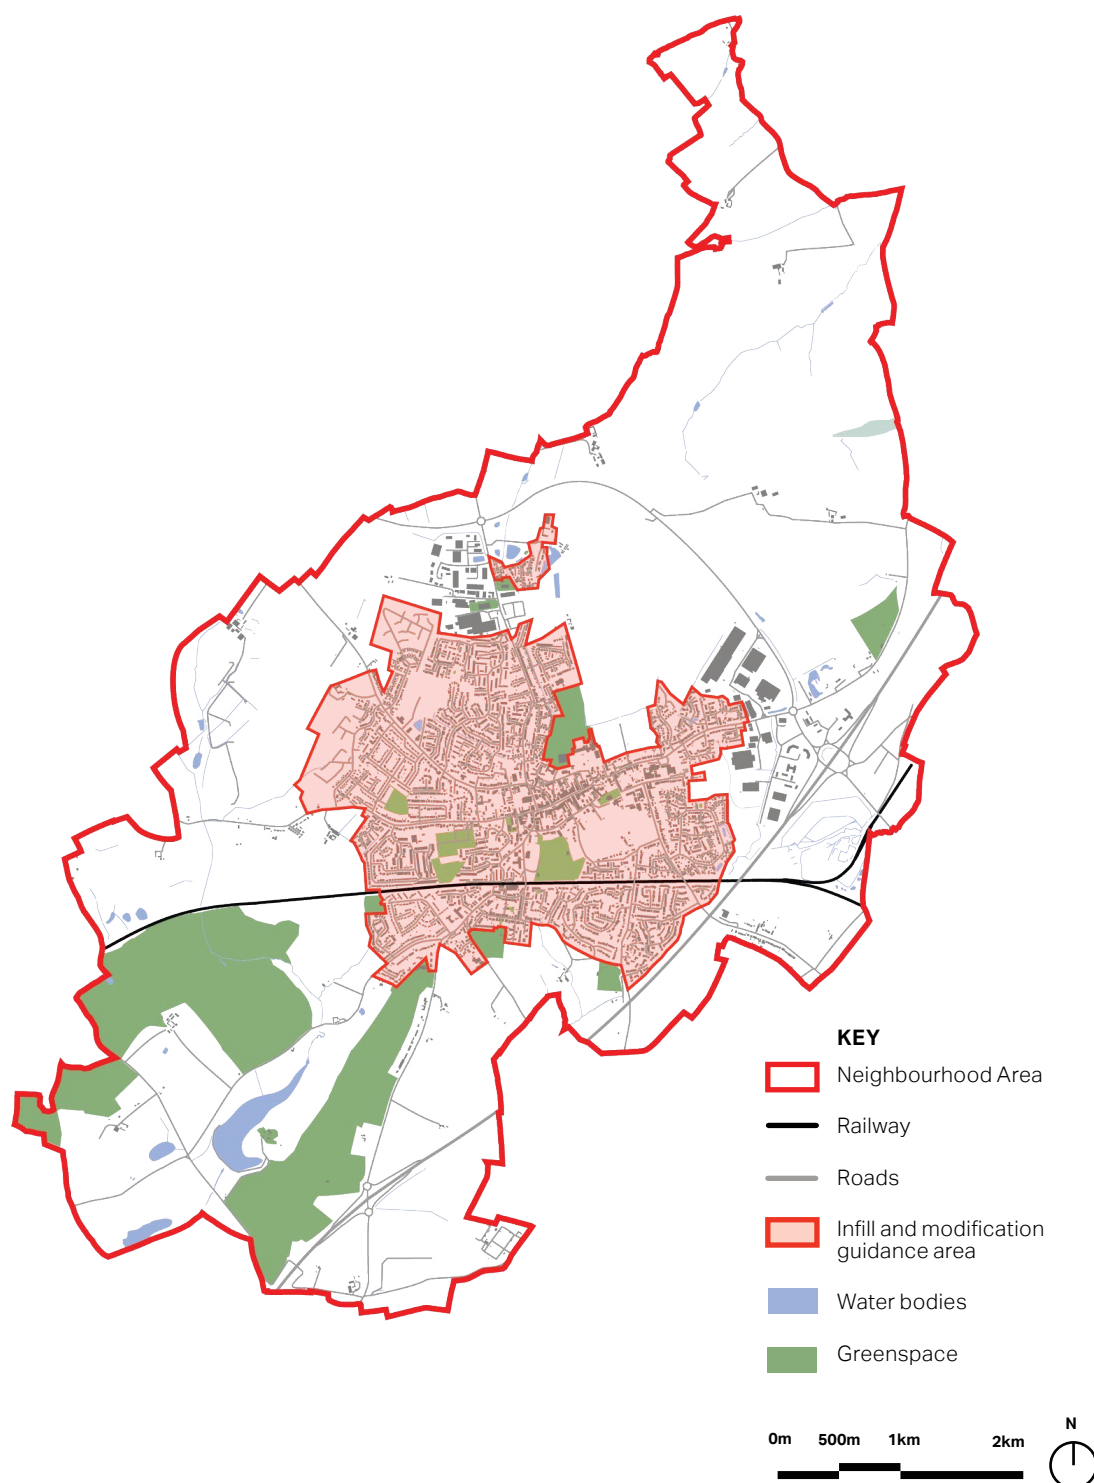 KEY
Neighbourhood Area
Railway
Roads
Infill and modification
guidance area
Water bodies
Greenspace
0m 500m 1km 2km
N